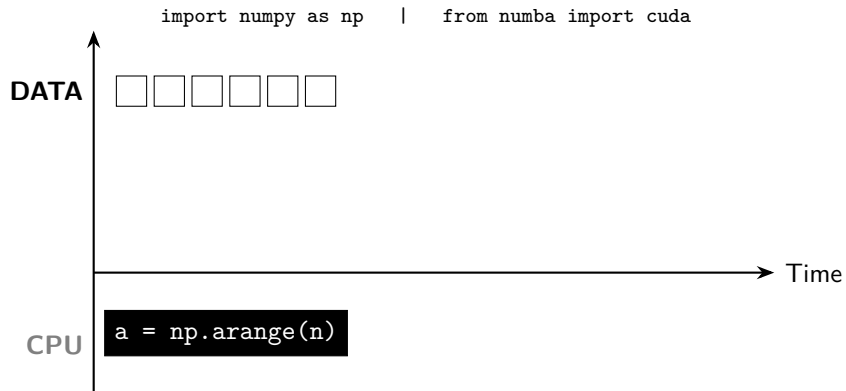 import numpy as np | from numba import cuda
DATA
Time
a = np.arange(n)
CPU